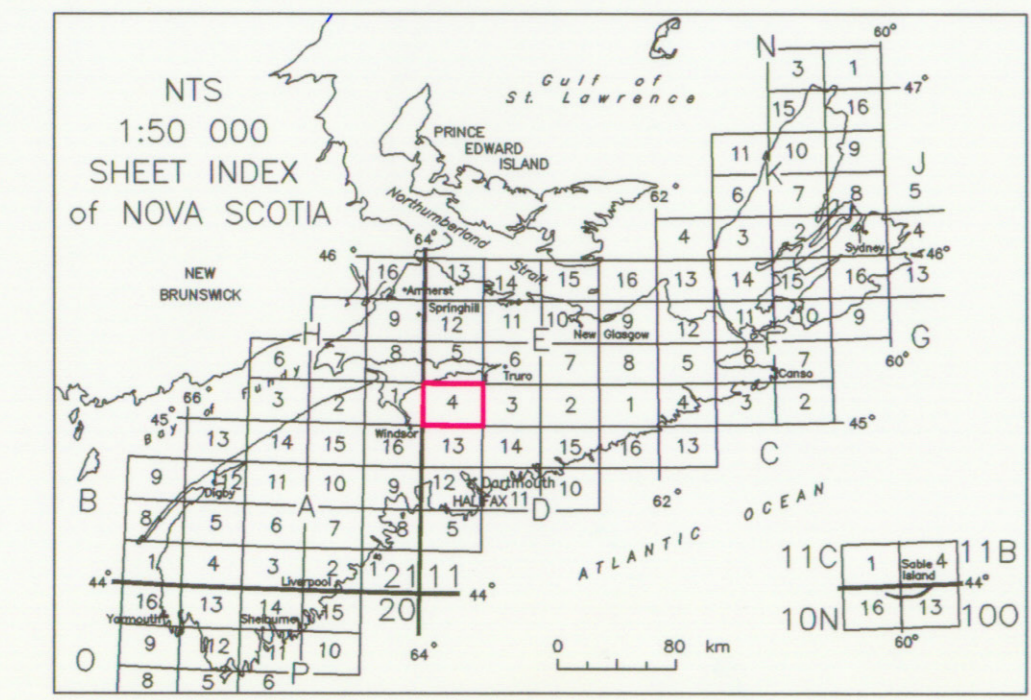 NTS
1:50 000
SHEET INDEX
of NOVA SCOTIA
Gulf of
St. Lawrence
PRINCE
EDWARD
ISLAND
Northumberland
Strait
NEW
BRUNSWICK
N 60°
3 1 47°
15 16
11 10 9 J
K
62° 6 7 8 5
4 3 2 1 4
Sydney
64°
46° 16 13 14 15 16 13 14 15 16 13 46°
Amherst
Springhill
9 12 11 10 9 12 11 10 9
New Glasgow
H E F G
6 7 8 5 6 7 8 5 6 7 60°
Truro
Canso
66°
Bay of Fundy
3 2 1 4 3 2 1 4 3 2
45° 45°
Windsor
13 14 15 16 13 14 15 16 13 C
B 9 12 11 10 9 12 11 10
Digby
Dartmouth
HALIFAX
A D
62°
8 5 6 7 8 5
ATLANTIC OCEAN
1 4 3 2 1 21 11
Liverpool
44° 44°
20
16 13 14 15
Yarmouth
Shelburne
9 12 11 10
O P
8 5 6
64°
0 80 km
11C 1 4 11B
Sable
Island
44°
10N 16 13 10O
60°